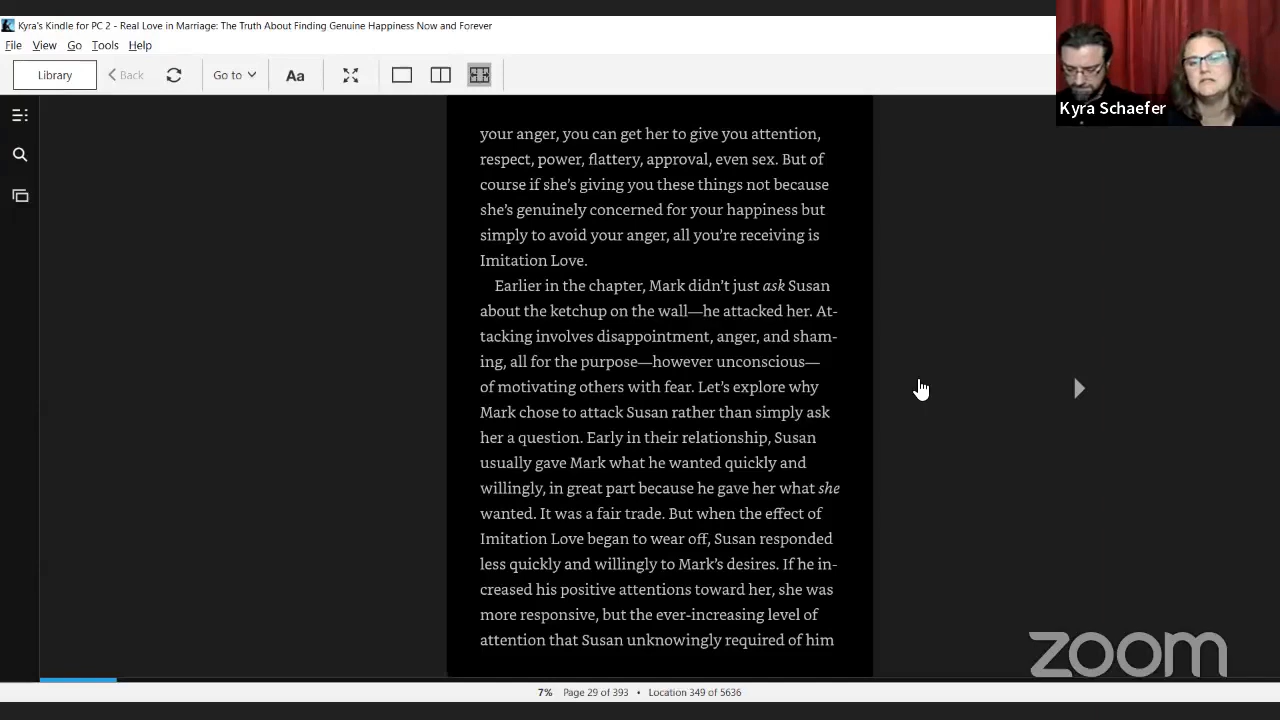 Kyra's Kindle for PC 2 - Real Love in Marriage: The Truth About Finding Genuine Happiness Now and Forever
File View Go Tools Help
Library Back Go to Aa
Kyra Schaefer
your anger, you can get her to give you attention,
respect, power, flattery, approval, even sex. But of
course if she's giving you these things not because
she's genuinely concerned for your happiness but
simply to avoid your anger, all you're receiving is
Imitation Love.
Earlier in the chapter, Mark didn't just ask Susan
about the ketchup on the wall—he attacked her. At-
tacking involves disappointment, anger, and sham-
ing, all for the purpose—however unconscious—
of motivating others with fear. Let's explore why
Mark chose to attack Susan rather than simply ask
her a question. Early in their relationship, Susan
usually gave Mark what he wanted quickly and
willingly, in great part because he gave her what she
wanted. It was a fair trade. But when the effect of
Imitation Love began to wear off, Susan responded
less quickly and willingly to Mark's desires. If he in-
creased his positive attentions toward her, she was
more responsive, but the ever-increasing level of
attention that Susan unknowingly required of him
zoom
7% Page 29 of 393 • Location 349 of 5636